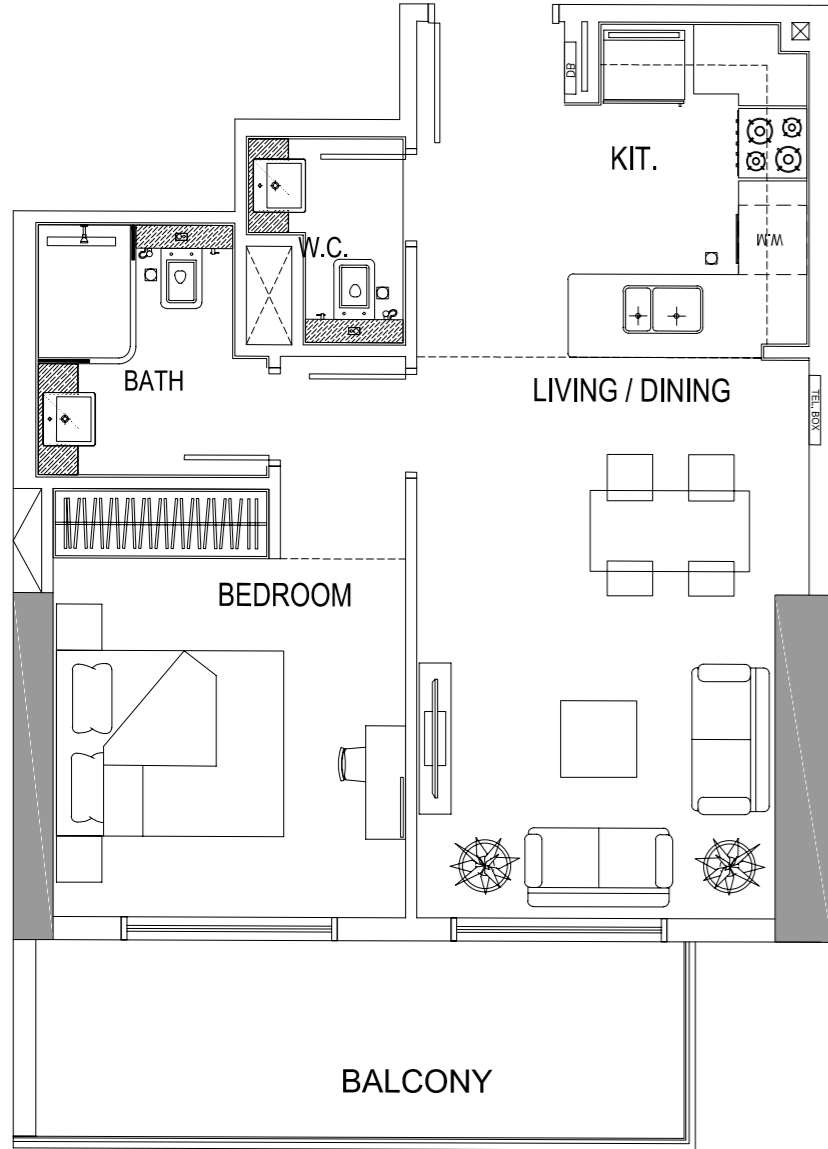 DB
KIT.
W.C.
W.M
BATH
LIVING / DINING
TEL. BOX
BEDROOM
BALCONY